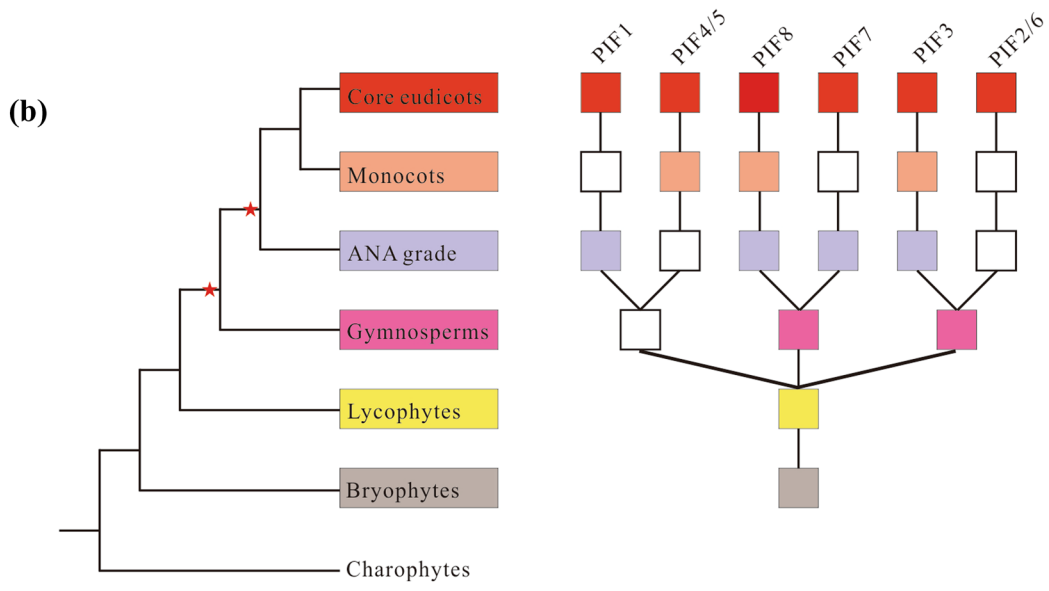 (b)
PIF1 PIF4/5 PIF8 PIF7 PIF3 PIF2/6
Core eudicots
Monocots
ANA grade
Gymnosperms
Lycophytes
Bryophytes
Charophytes